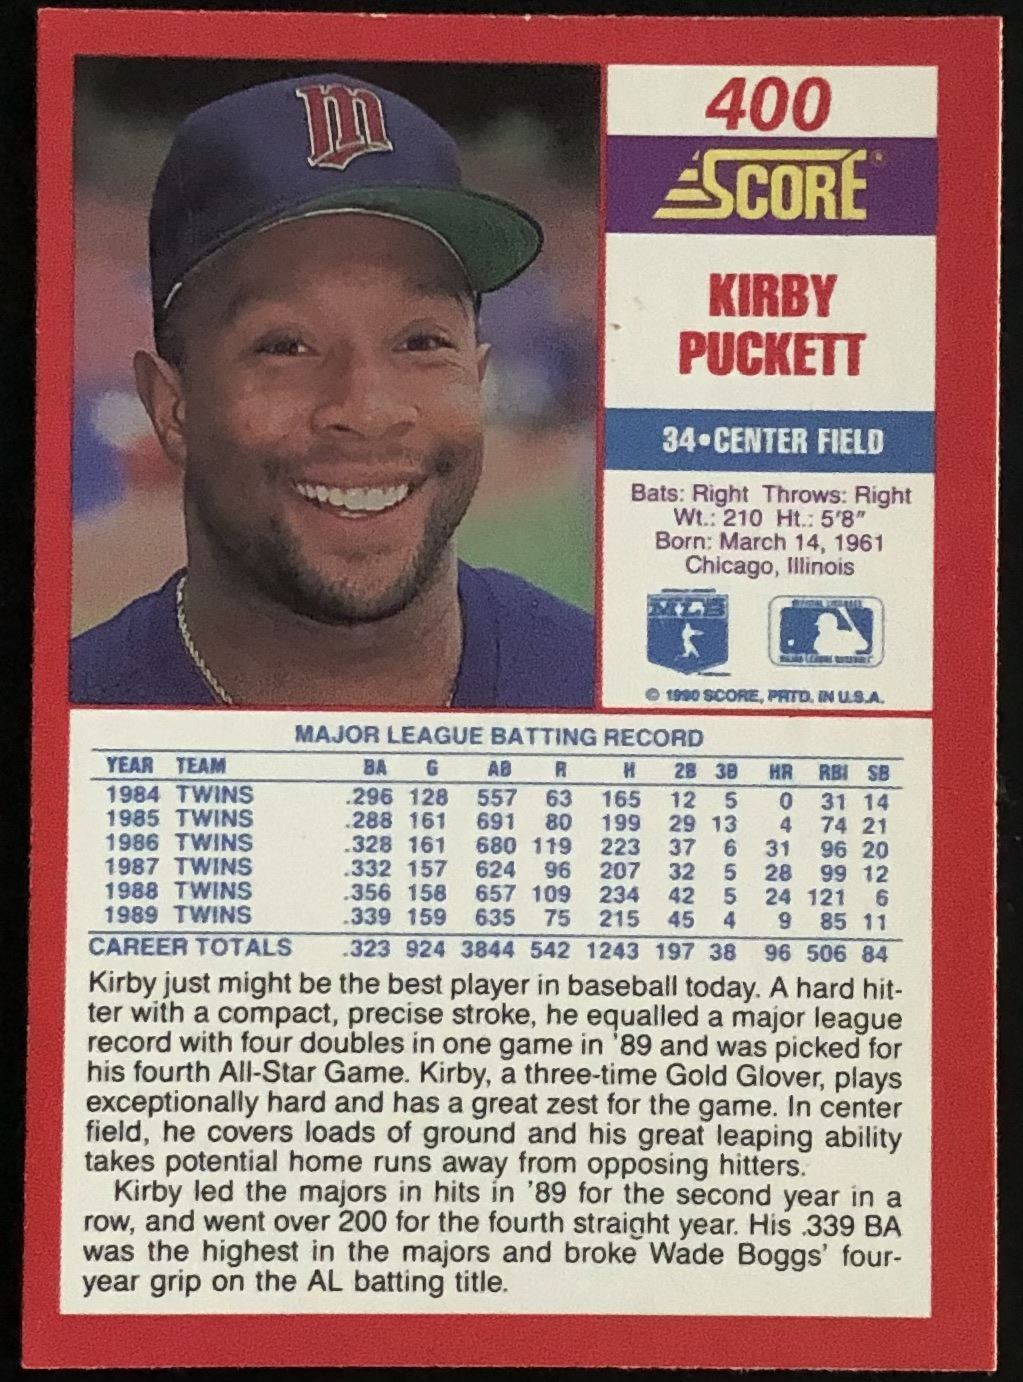 m
400
SCORE®
KIRBY
PUCKETT
34•CENTER FIELD
Bats: Right Throws: Right
Wt.: 210 Ht.: 5'8"
Born: March 14, 1961
Chicago, Illinois
MLB
© 1990 SCORE, PRTD. IN U.S.A.
MAJOR LEAGUE BATTING RECORD
YEAR TEAM BA G AB R H 2B 3B HR RBI SB
1984 TWINS .296 128 557 63 165 12 5 0 31 14
1985 TWINS .288 161 691 80 199 29 13 4 74 21
1986 TWINS .328 161 680 119 223 37 6 31 96 20
1987 TWINS .332 157 624 96 207 32 5 28 99 12
1988 TWINS .356 158 657 109 234 42 5 24 121 6
1989 TWINS .339 159 635 75 215 45 4 9 85 11
CAREER TOTALS .323 924 3844 542 1243 197 38 96 506 84
Kirby just might be the best player in baseball today. A hard hit-
ter with a compact, precise stroke, he equalled a major league
record with four doubles in one game in '89 and was picked for
his fourth All-Star Game. Kirby, a three-time Gold Glover, plays
exceptionally hard and has a great zest for the game. In center
field, he covers loads of ground and his great leaping ability
takes potential home runs away from opposing hitters.
Kirby led the majors in hits in '89 for the second year in a
row, and went over 200 for the fourth straight year. His .339 BA
was the highest in the majors and broke Wade Boggs' four-
year grip on the AL batting title.